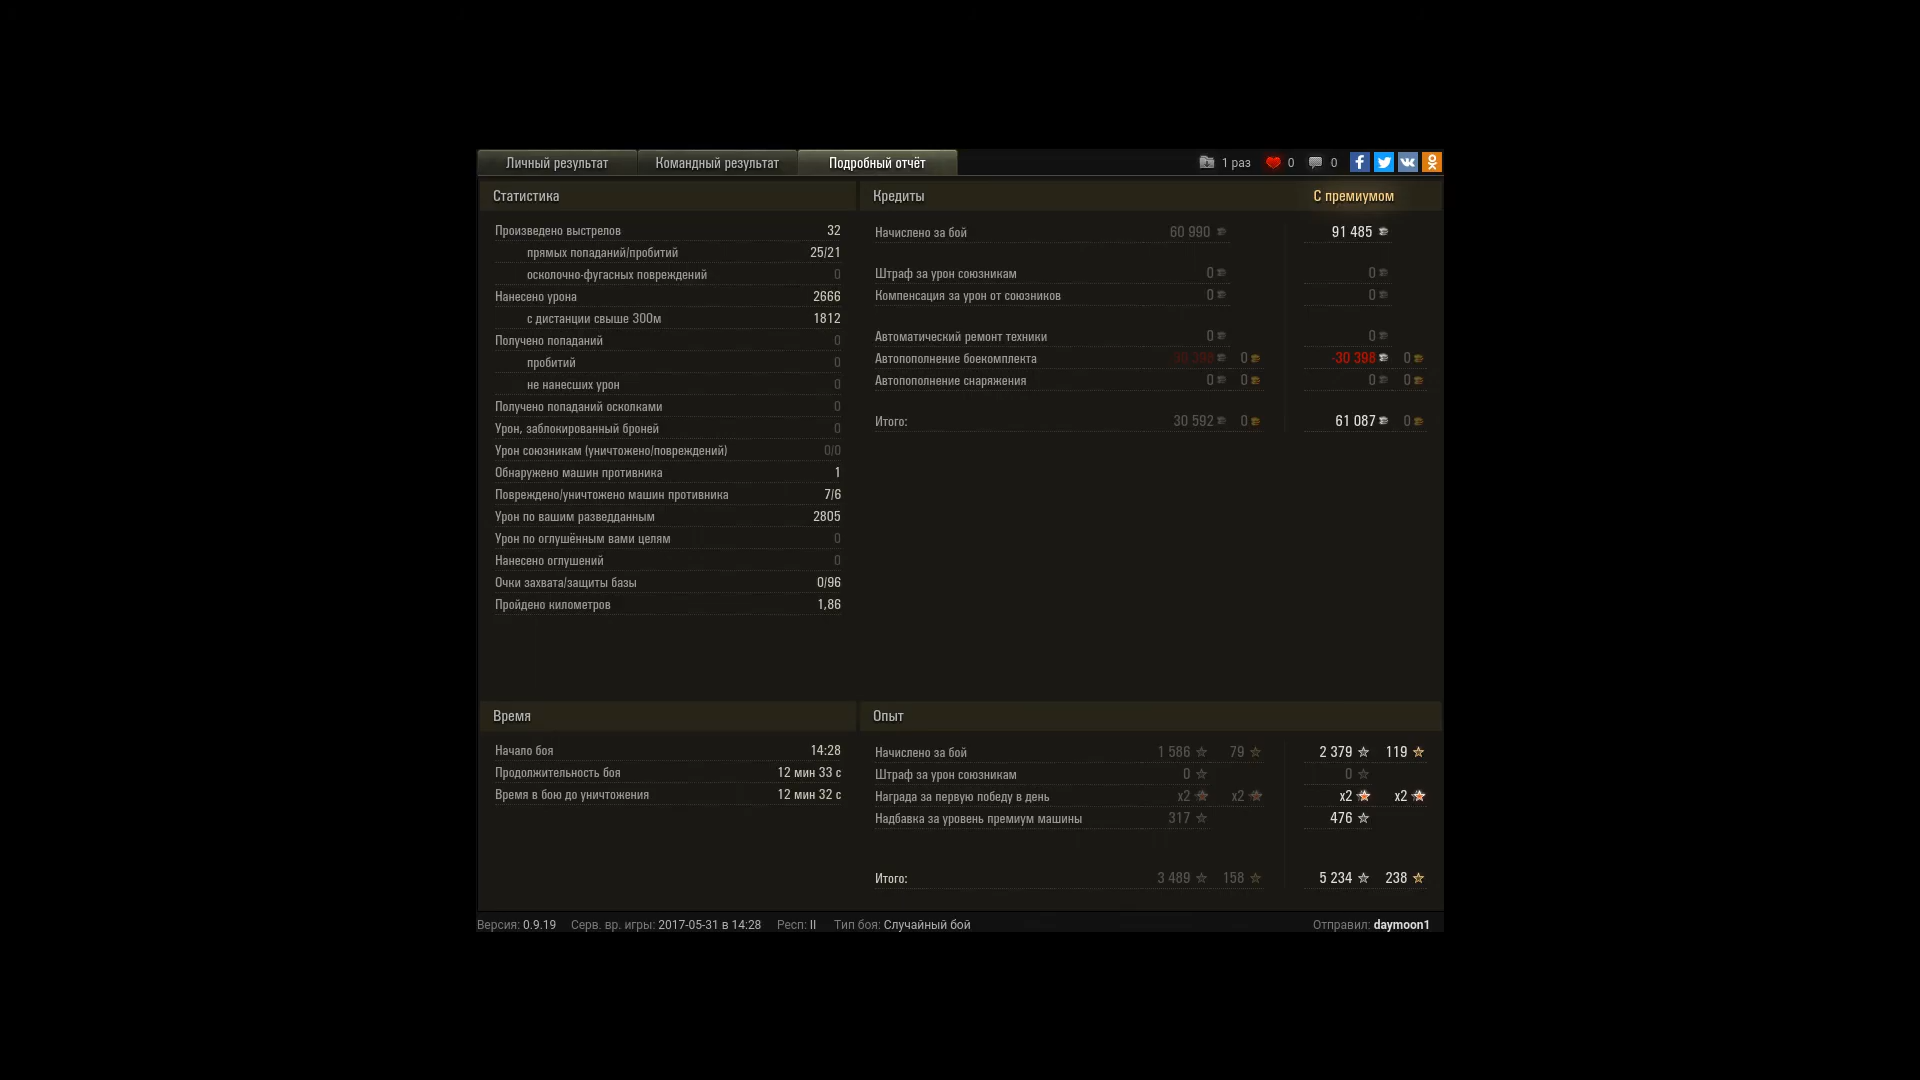 Личный результат Командный результат Подробный отчёт 1 раз 0 0
Статистика
Произведено выстрелов 32
прямых попаданий/пробитий 25/21
осколочно-фугасных повреждений 0
Нанесено урона 2666
с дистанции свыше 300м 1812
Получено попаданий 0
пробитий 0
не нанесших урон 0
Получено попаданий осколками 0
Урон, заблокированный броней 0
Урон союзникам (уничтожено/повреждений) 0/0
Обнаружено машин противника 1
Повреждено/уничтожено машин противника 7/6
Урон по вашим разведданным 2805
Урон по оглушённым вами целям 0
Нанесено оглушений 0
Очки захвата/защиты базы 0/96
Пройдено километров 1,86
Кредиты С премиумом
Начислено за бой 60 990 91 485
Штраф за урон союзникам 0 0
Компенсация за урон от союзников 0 0
Автоматический ремонт техники 0 0
Автопополнение боекомплекта -30 398 0 -30 398 0
Автопополнение снаряжения 0 0 0 0
Итого: 30 592 0 61 087 0
Время
Начало боя 14:28
Продолжительность боя 12 мин 33 с
Время в бою до уничтожения 12 мин 32 с
Опыт
Начислено за бой 1 586 79 2 379 119
Штраф за урон союзникам 0 0
Награда за первую победу в день x2 x2 x2 x2
Надбавка за уровень премиум машины 317 476
Итого: 3 489 158 5 234 238
Версия: 0.9.19 Серв. вр. игры: 2017-05-31 в 14:28 Респ: II Тип боя: Случайный бой Отправил: daymoon1